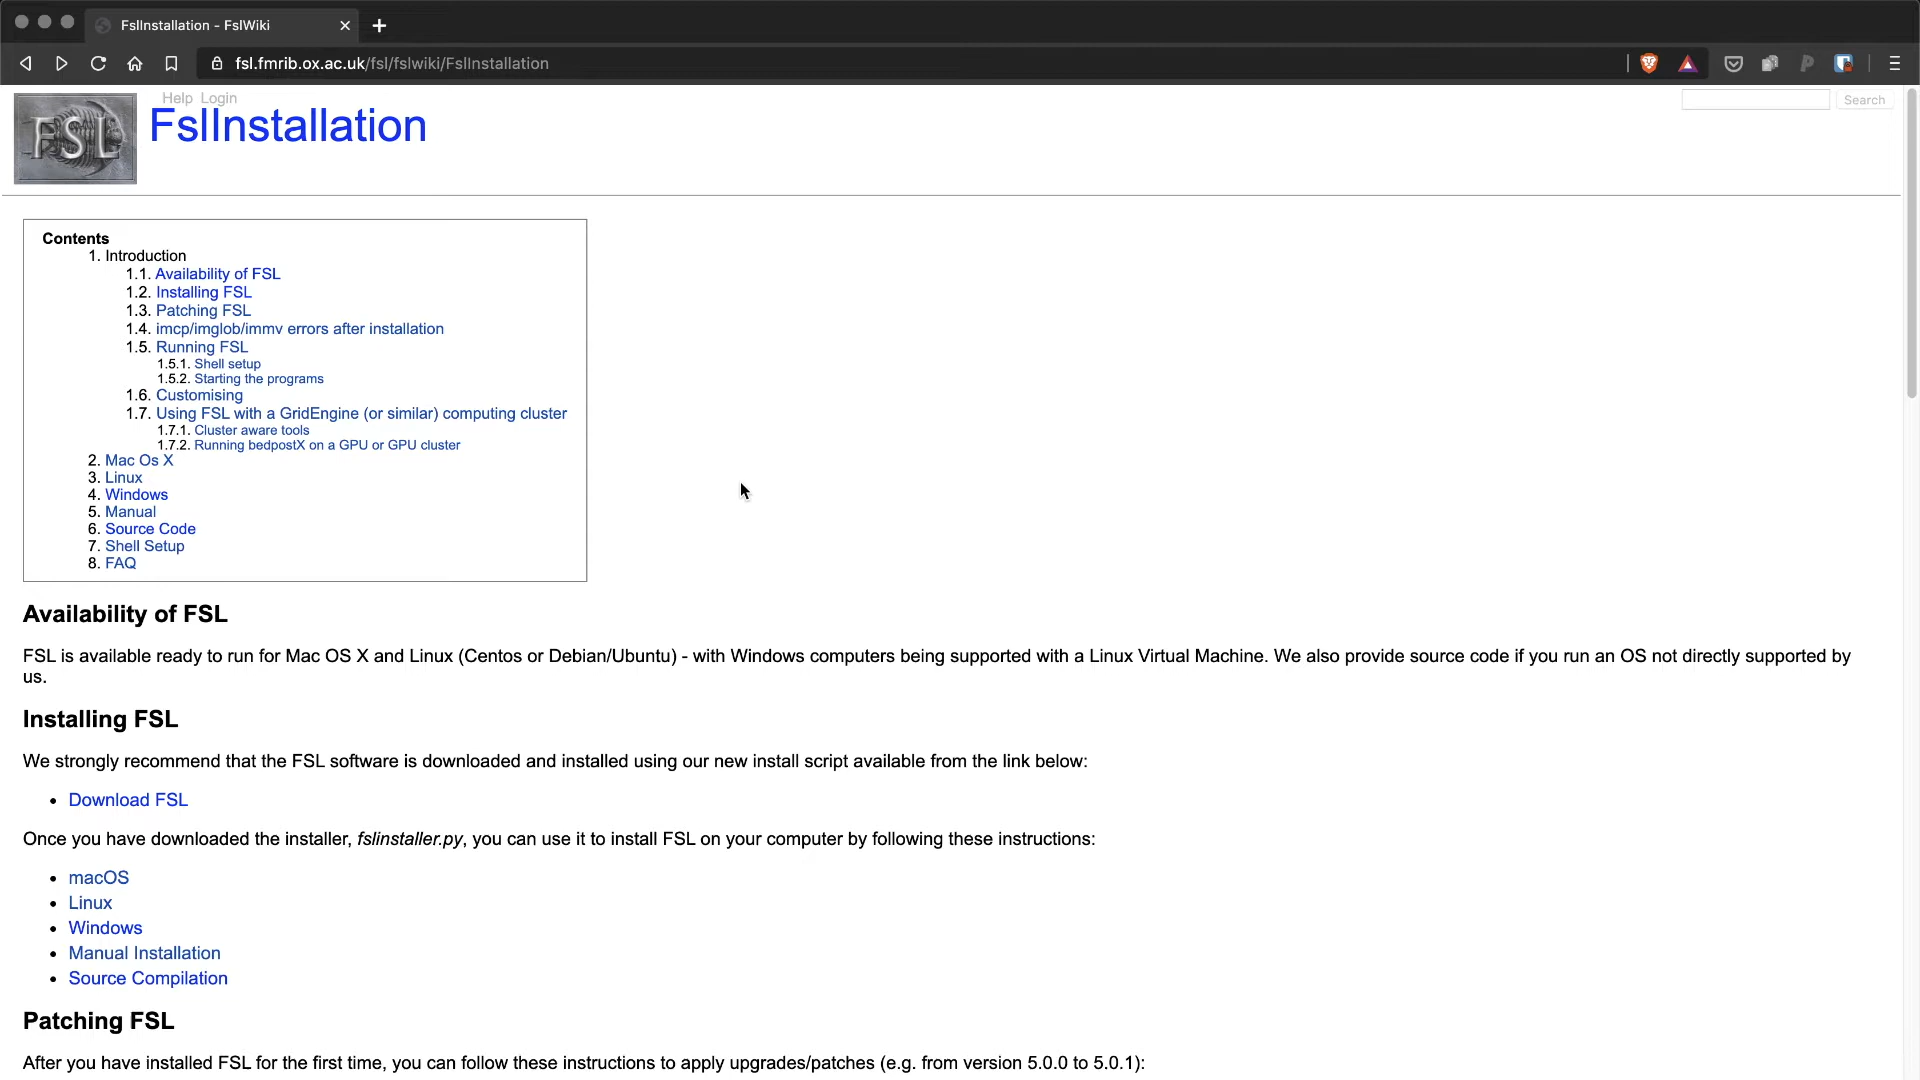 FslInstallation - FslWiki
fsl.fmrib.ox.ac.uk/fsl/fslwiki/FslInstallation
Help Login
Search
FSL
FslInstallation
Contents
1. Introduction
1.1. Availability of FSL
1.2. Installing FSL
1.3. Patching FSL
1.4. imcp/imglob/immv errors after installation
1.5. Running FSL
1.5.1. Shell setup
1.5.2. Starting the programs
1.6. Customising
1.7. Using FSL with a GridEngine (or similar) computing cluster
1.7.1. Cluster aware tools
1.7.2. Running bedpostX on a GPU or GPU cluster
2. Mac Os X
3. Linux
4. Windows
5. Manual
6. Source Code
7. Shell Setup
8. FAQ
Availability of FSL
FSL is available ready to run for Mac OS X and Linux (Centos or Debian/Ubuntu) - with Windows computers being supported with a Linux Virtual Machine. We also provide source code if you run an OS not directly supported by
us.
Installing FSL
We strongly recommend that the FSL software is downloaded and installed using our new install script available from the link below:
• Download FSL
Once you have downloaded the installer, fslinstaller.py, you can use it to install FSL on your computer by following these instructions:
• macOS
• Linux
• Windows
• Manual Installation
• Source Compilation
Patching FSL
After you have installed FSL for the first time, you can follow these instructions to apply upgrades/patches (e.g. from version 5.0.0 to 5.0.1):